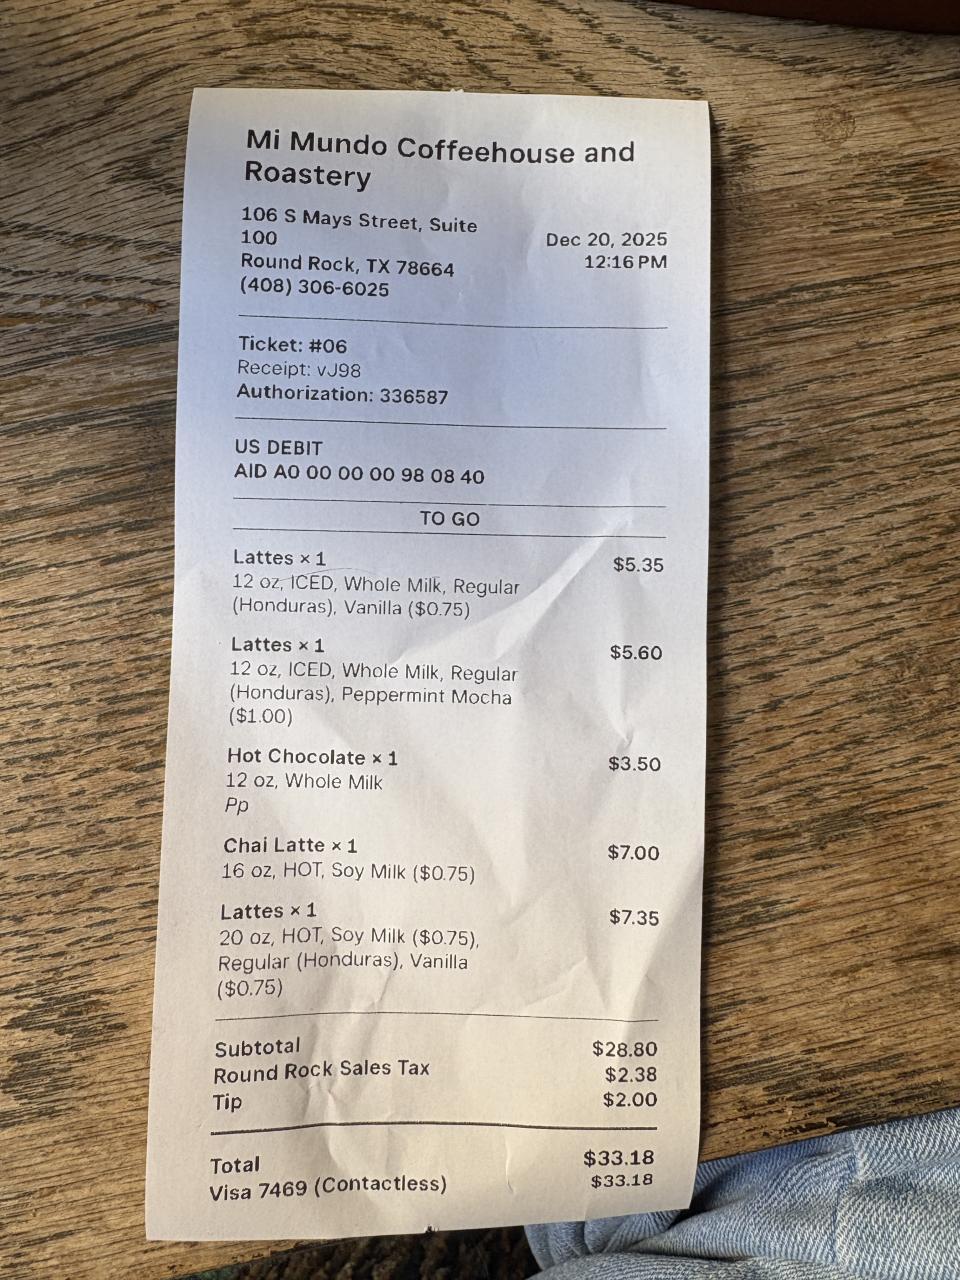 Mi Mundo Coffeehouse and
Roastery
106 S Mays Street, Suite
100
Round Rock, TX 78664
(408) 306-6025
Dec 20, 2025
12:16 PM
Ticket: #06
Receipt: vJ98
Authorization: 336587
US DEBIT
AID A0 00 00 00 98 08 40
TO GO
Lattes × 1 $5.35
12 oz, ICED, Whole Milk, Regular
(Honduras), Vanilla ($0.75)
Lattes × 1 $5.60
12 oz, ICED, Whole Milk, Regular
(Honduras), Peppermint Mocha
($1.00)
Hot Chocolate × 1 $3.50
12 oz, Whole Milk
Pp
Chai Latte × 1 $7.00
16 oz, HOT, Soy Milk ($0.75)
Lattes × 1 $7.35
20 oz, HOT, Soy Milk ($0.75),
Regular (Honduras), Vanilla
($0.75)
Subtotal $28.80
Round Rock Sales Tax $2.38
Tip $2.00
Total $33.18
Visa 7469 (Contactless) $33.18